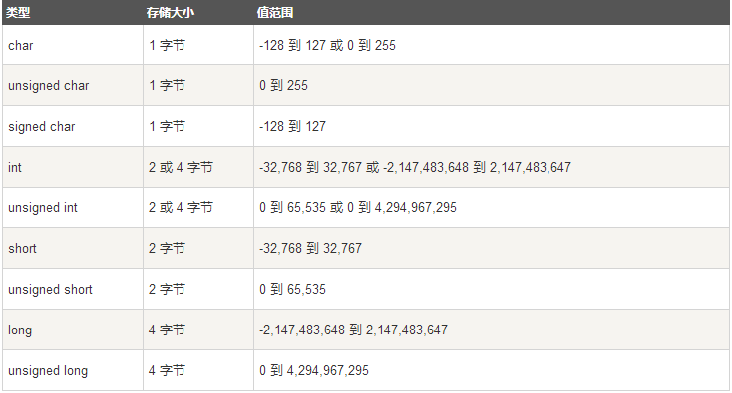 类型 存储大小 值范围
char 1 字节 -128 到 127 或 0 到 255
unsigned char 1 字节 0 到 255
signed char 1 字节 -128 到 127
int 2 或 4 字节 -32,768 到 32,767 或 -2,147,483,648 到 2,147,483,647
unsigned int 2 或 4 字节 0 到 65,535 或 0 到 4,294,967,295
short 2 字节 -32,768 到 32,767
unsigned short 2 字节 0 到 65,535
long 4 字节 -2,147,483,648 到 2,147,483,647
unsigned long 4 字节 0 到 4,294,967,295